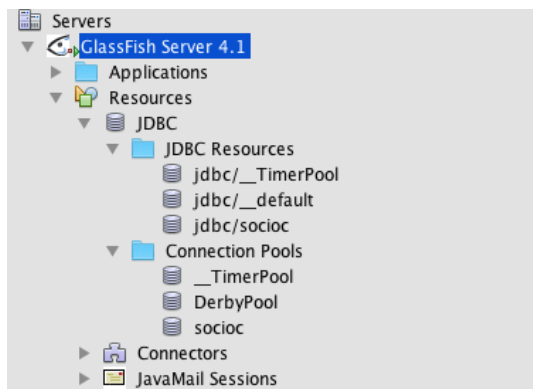 Servers
GlassFish Server 4.1
Applications
Resources
JDBC
JDBC Resources
jdbc/__TimerPool
jdbc/__default
jdbc/socioc
Connection Pools
__TimerPool
DerbyPool
socioc
Connectors
JavaMail Sessions